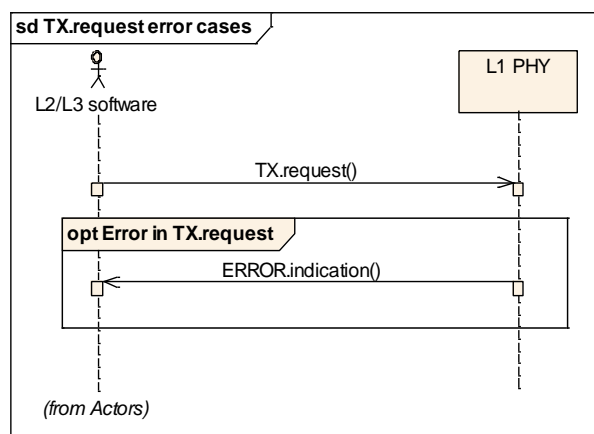 sd TX.request error cases
L1 PHY
L2/L3 software
TX.request()
opt Error in TX.request
ERROR.indication()
(from Actors)